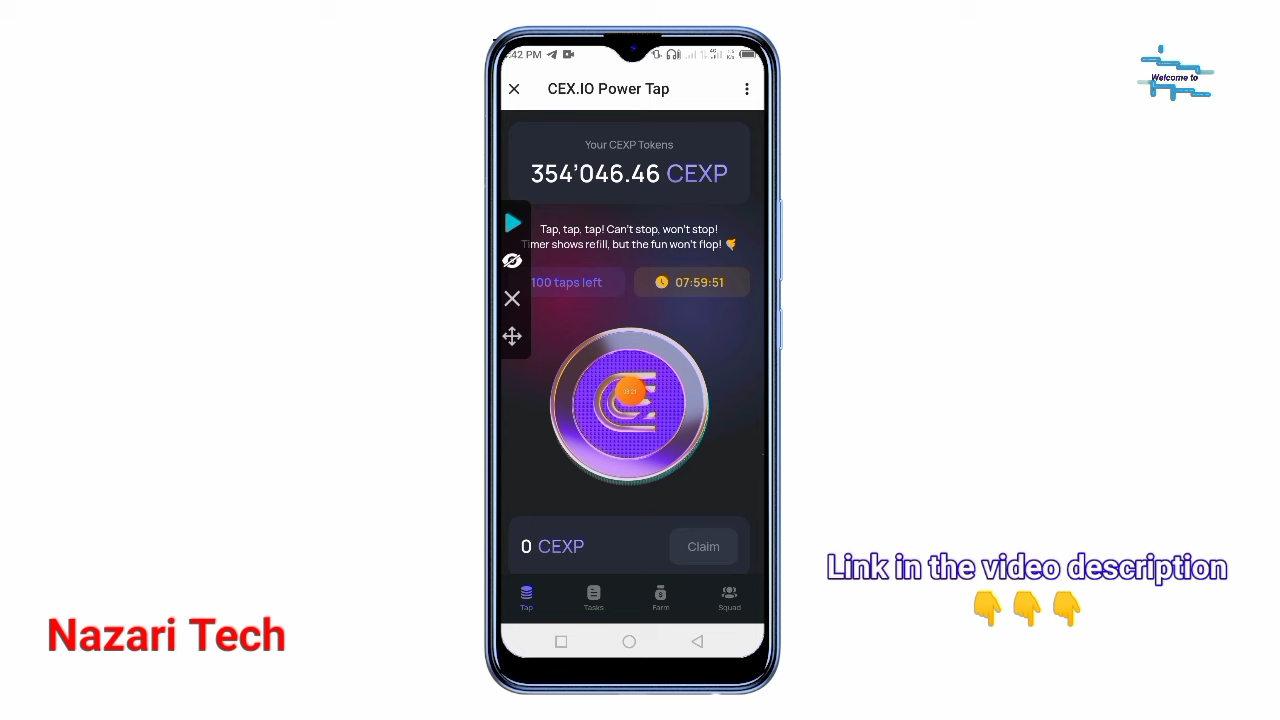 :42 PM
CEX.IO Power Tap
Welcome to
Your CEXP Tokens
354'046.46 CEXP
Tap, tap, tap! Can't stop, won't stop!
Timer shows refill, but the fun won't flop!
100 taps left
07:59:51
0 CEXP
Claim
Link in the video description
👇👇👇
Tap
Tasks
Farm
Squad
Nazari Tech